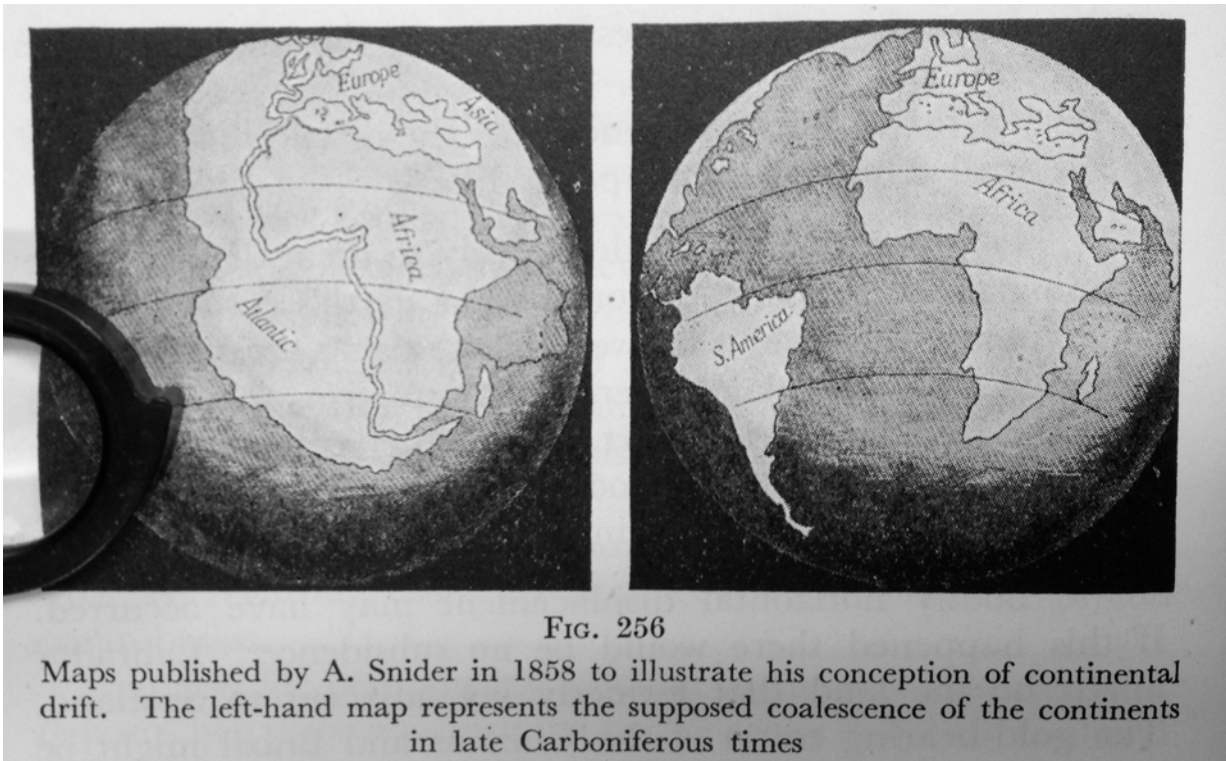 Europe
Asia
Africa
Atlantic
Europe
Africa
S. America
FIG. 256
Maps published by A. Snider in 1858 to illustrate his conception of continental
drift. The left-hand map represents the supposed coalescence of the continents
in late Carboniferous times